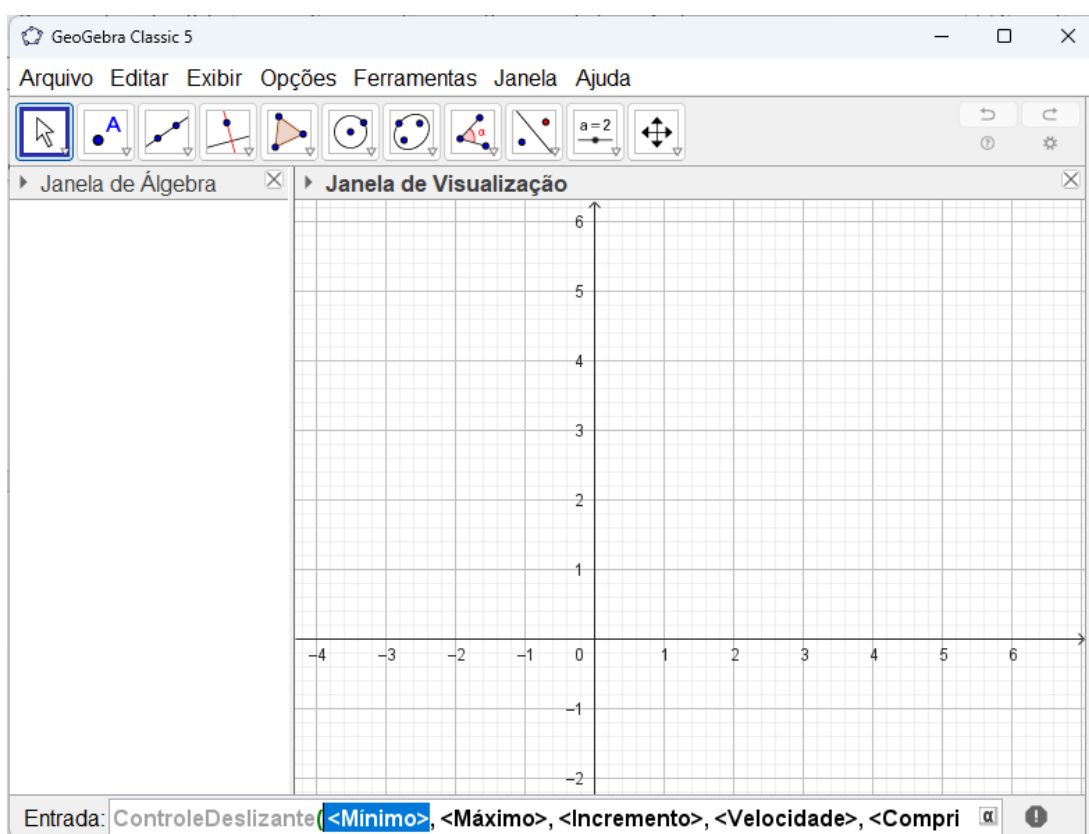 GeoGebra Classic 5
Arquivo Editar Exibir Opções Ferramentas Janela Ajuda
A
α
a=2
Janela de Álgebra
Janela de Visualização
6
5
4
3
2
1
–4 –3 –2 –1 0 1 2 3 4 5 6
–1
–2
Entrada: ControleDeslizante( <Mínimo>, <Máximo>, <Incremento>, <Velocidade>, <Compri α